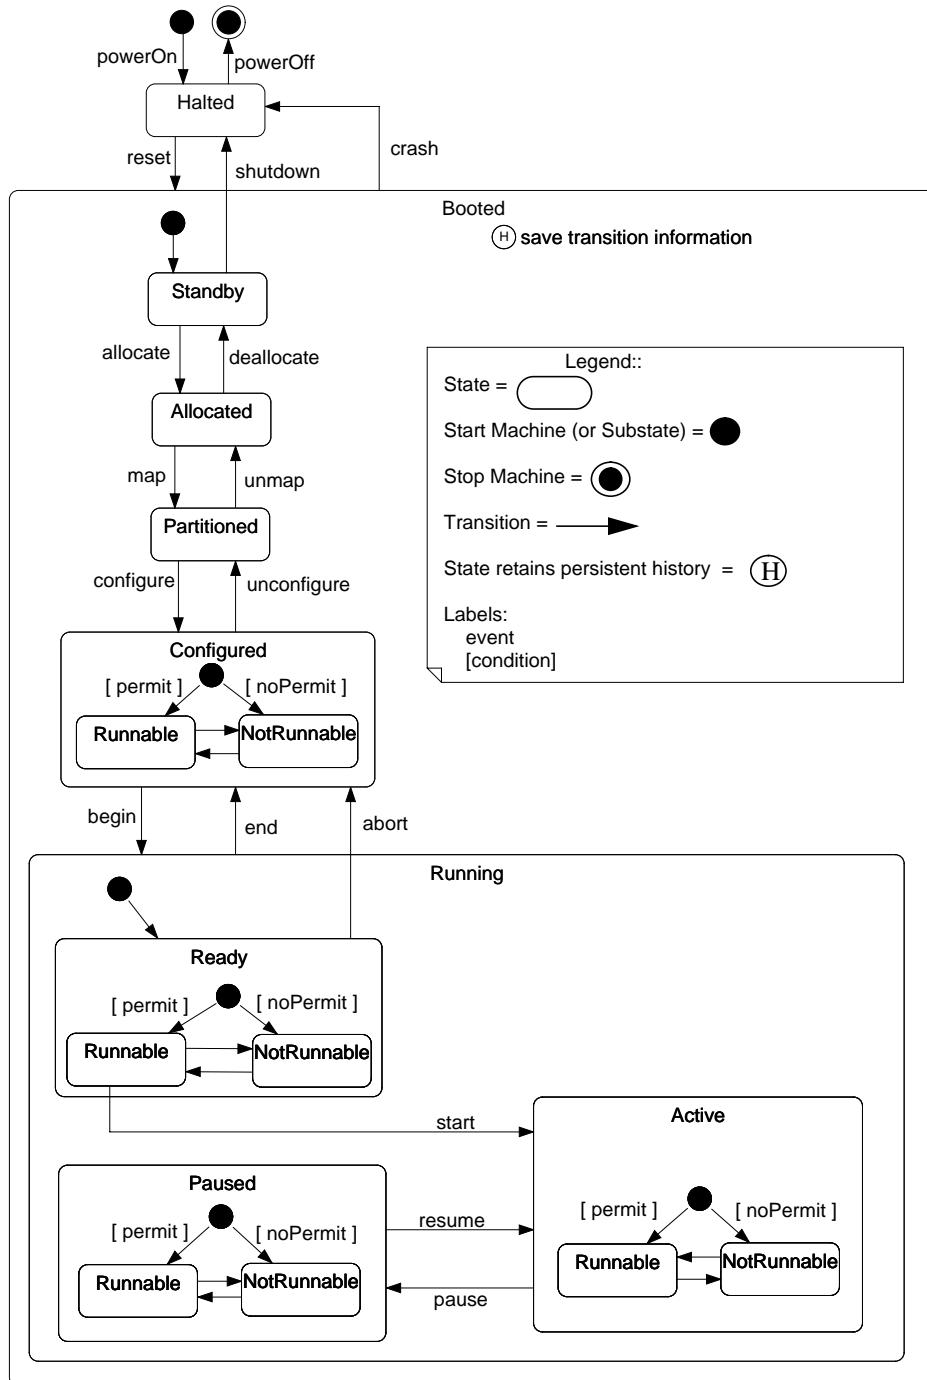 powerOn
powerOff
Halted
reset
shutdown
crash
Booted
H save transition information
Standby
allocate
deallocate
Legend::
State =
Allocated
Start Machine (or Substate) =
map
unmap
Stop Machine =
Partitioned
Transition =
configure
unconfigure
State retains persistent history = H
Labels:
event
[condition]
Configured
[ permit ]
[ noPermit ]
Runnable
NotRunnable
begin
end
abort
Running
Ready
[ permit ]
[ noPermit ]
Runnable
NotRunnable
start
Active
Paused
[ permit ]
[ noPermit ]
resume
[ permit ]
[ noPermit ]
Runnable
NotRunnable
Runnable
NotRunnable
pause